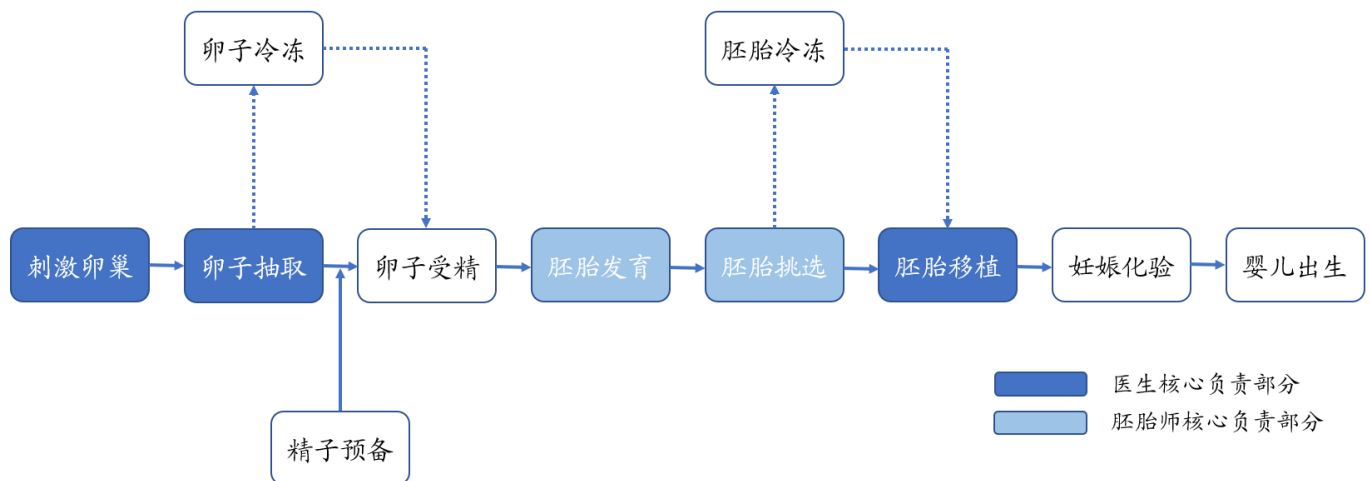 卵子冷冻
胚胎冷冻
刺激卵巢
卵子抽取
卵子受精
胚胎发育
胚胎挑选
胚胎移植
妊娠化验
婴儿出生
医生核心负责部分
胚胎师核心负责部分
精子预备